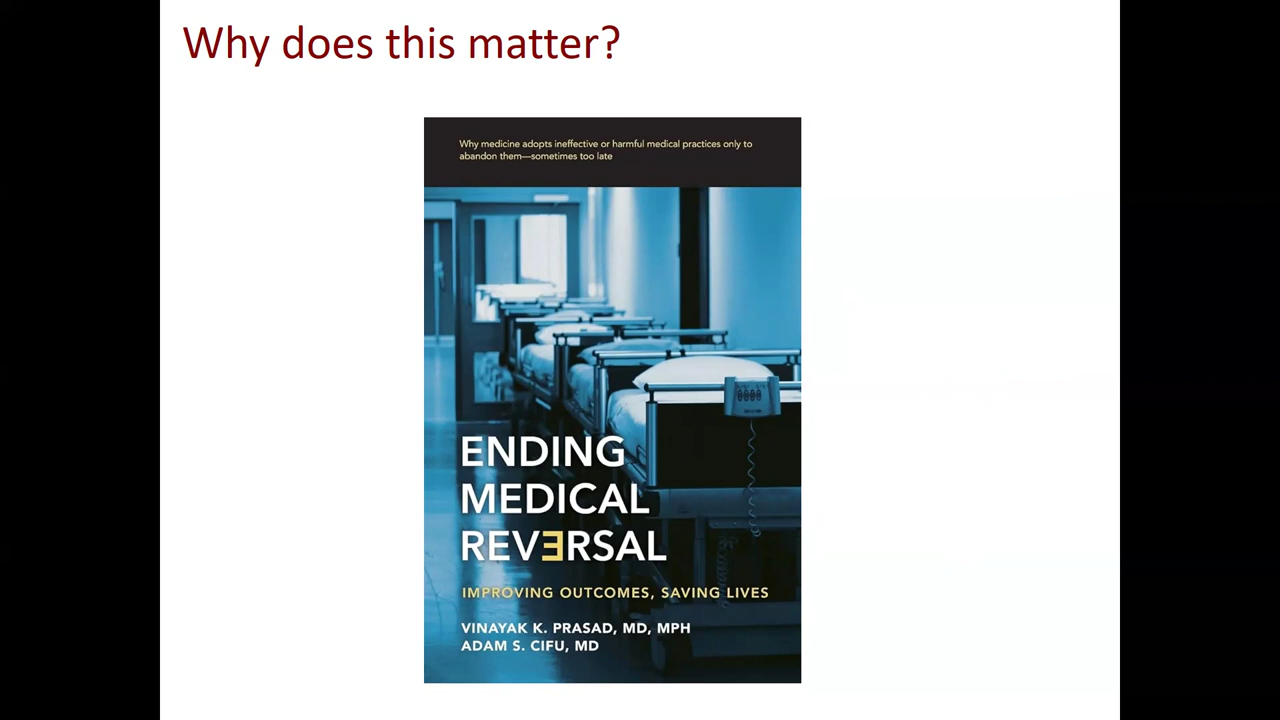 Why does this matter?
Why medicine adopts ineffective or harmful medical practices only to
abandon them—sometimes too late
ENDING
MEDICAL
REVƎRSAL
IMPROVING OUTCOMES, SAVING LIVES
VINAYAK K. PRASAD, MD, MPH
ADAM S. CIFU, MD